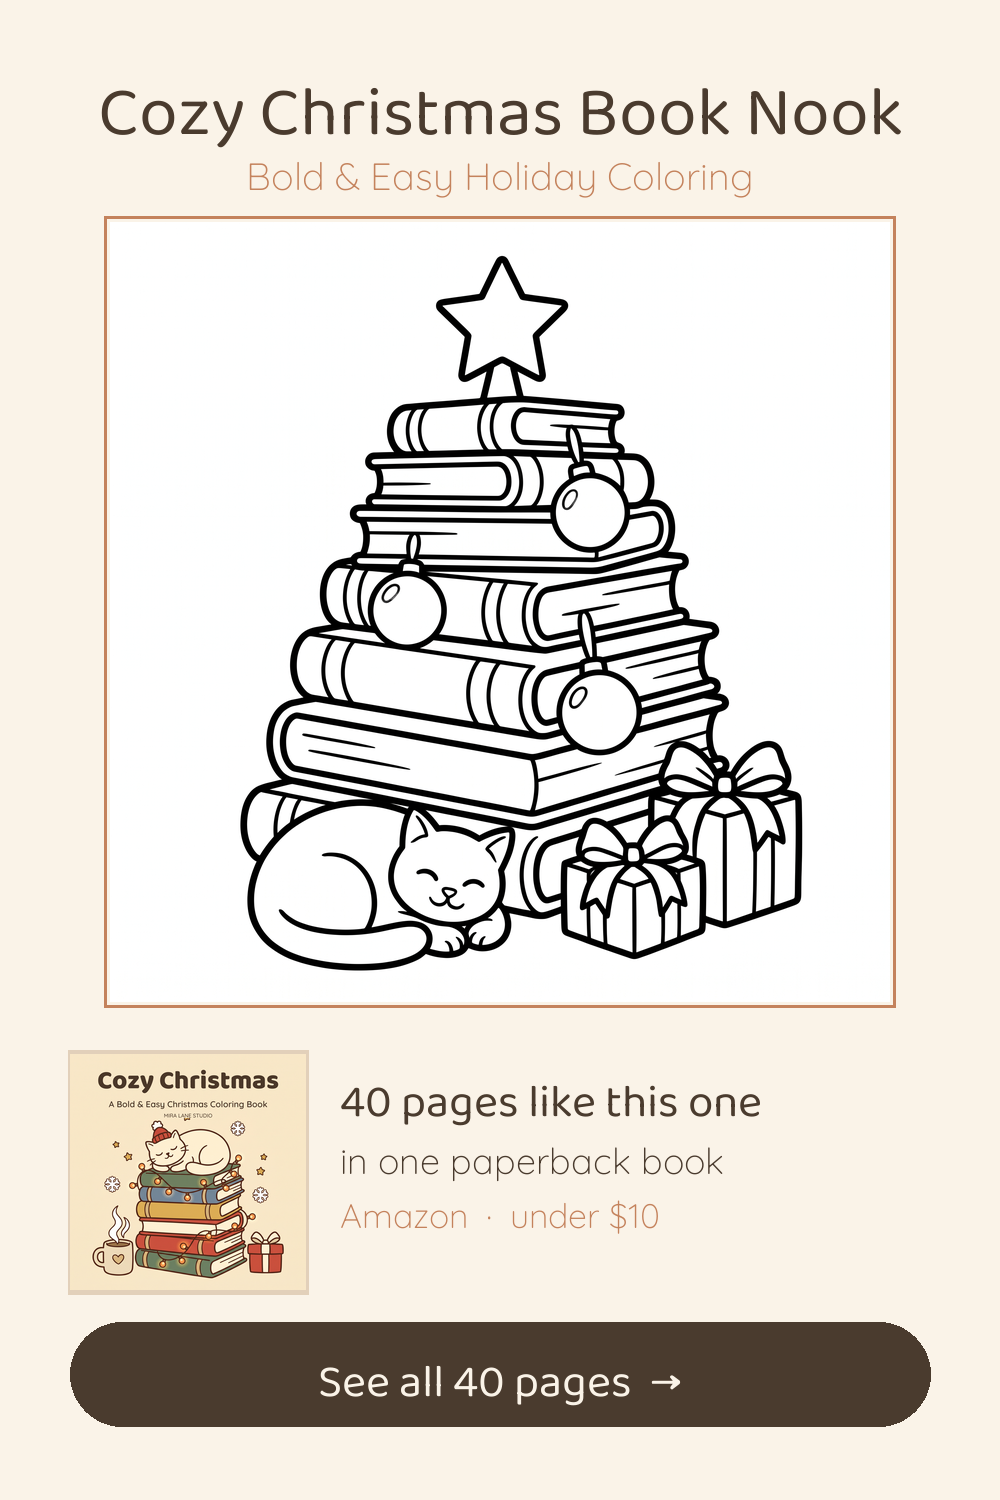 Cozy Christmas Book Nook
Bold & Easy Holiday Coloring
Cozy Christmas
A Bold & Easy Christmas Coloring Book
MIRA LANE STUDIO
40 pages like this one
in one paperback book
Amazon · under $10
See all 40 pages →